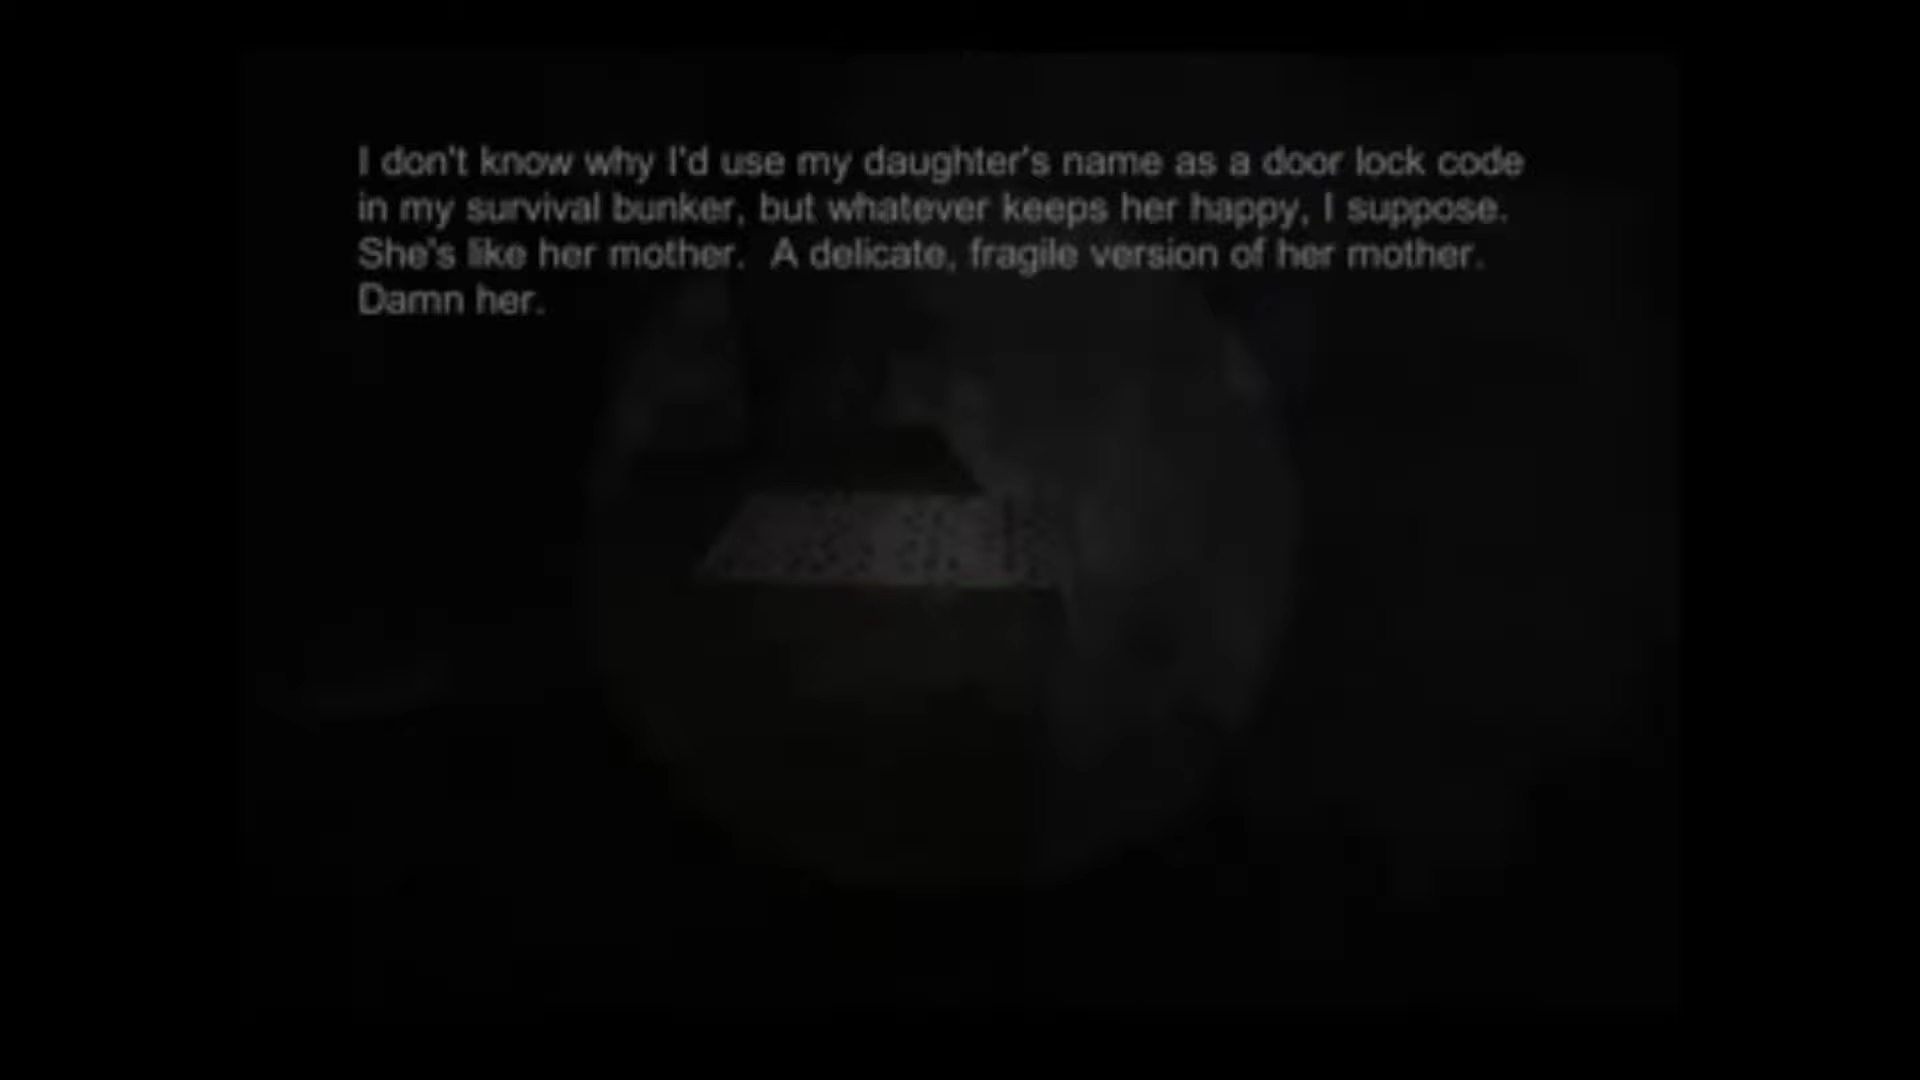 I don't know why I'd use my daughter's name as a door lock code
in my survival bunker, but whatever keeps her happy, I suppose.
She's like her mother.  A delicate, fragile version of her mother.
Damn her.